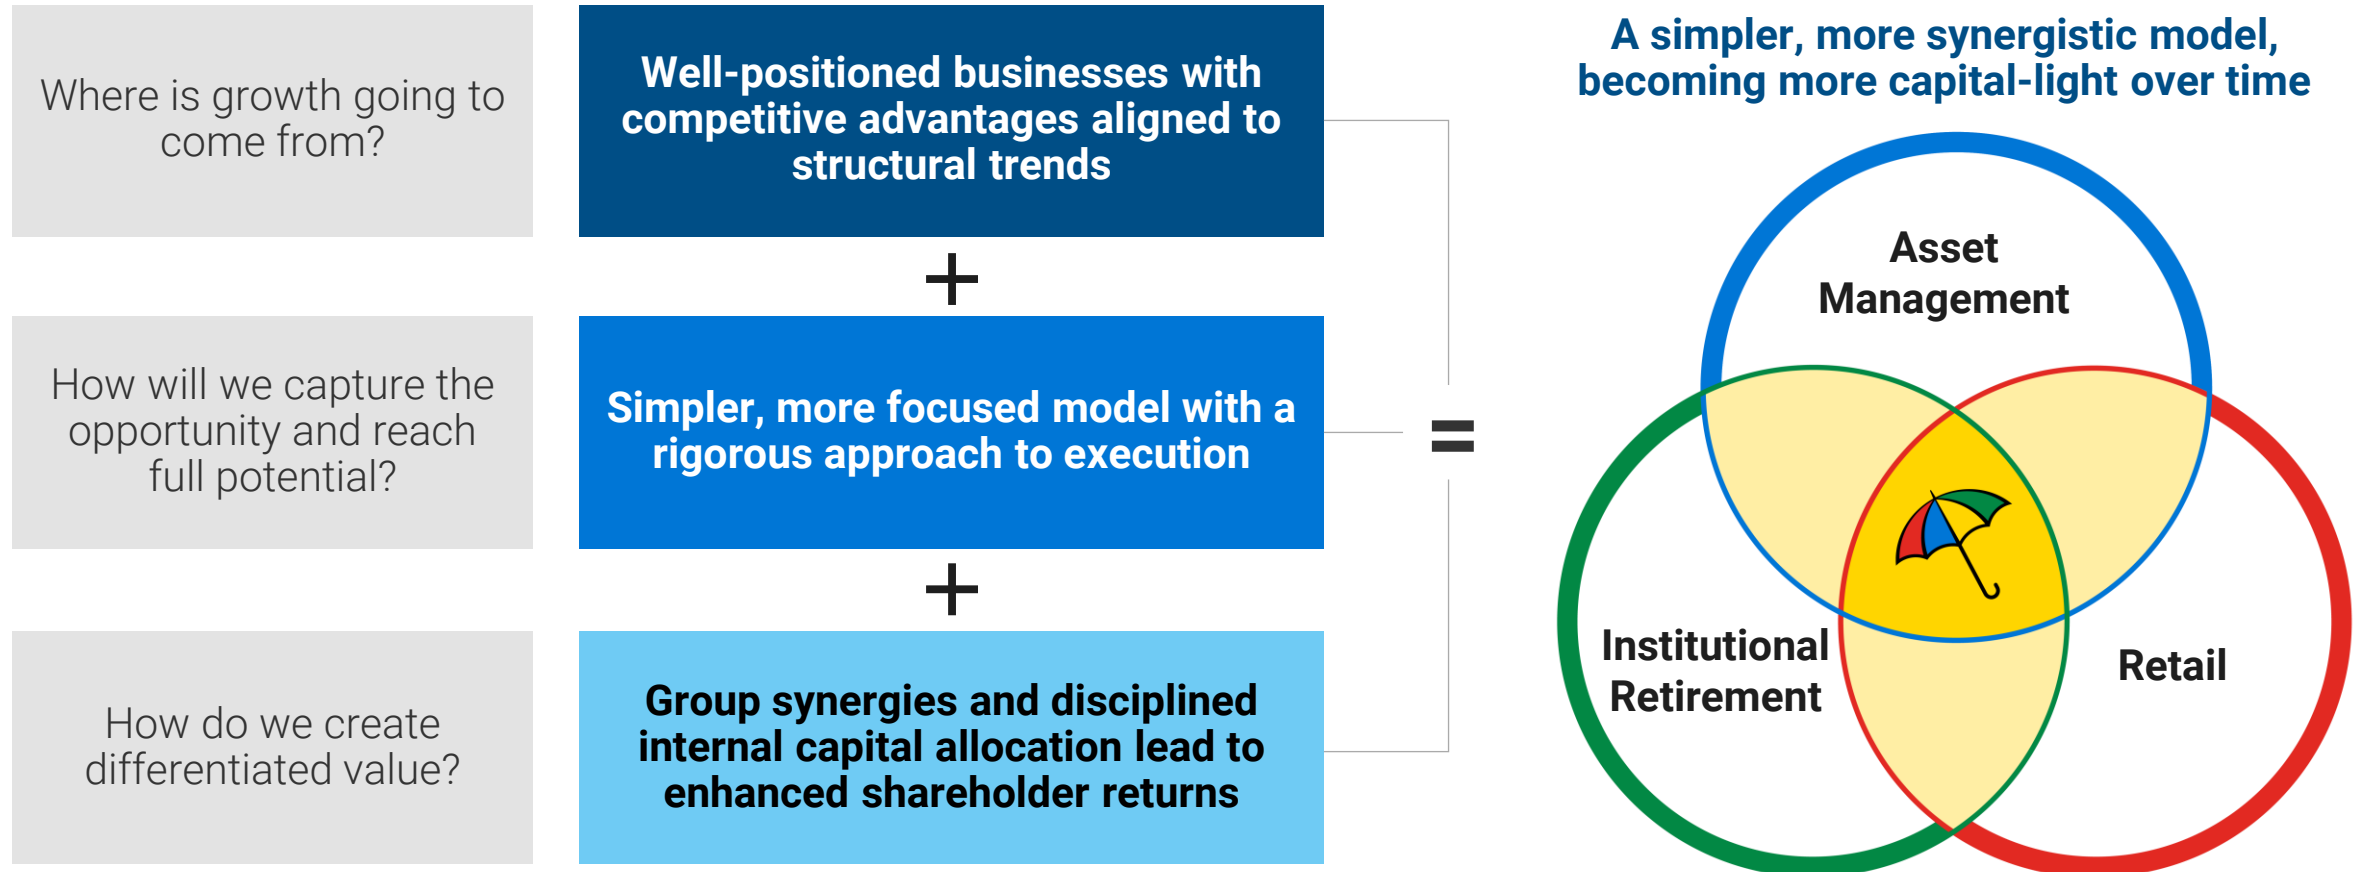 Where is growth going to
come from?
Well-positioned businesses with
competitive advantages aligned to
structural trends
+
How will we capture the
opportunity and reach
full potential?
Simpler, more focused model with a
rigorous approach to execution
+
How do we create
differentiated value?
Group synergies and disciplined
internal capital allocation lead to
enhanced shareholder returns
=
A simpler, more synergistic model,
becoming more capital-light over time
Asset
Management
Institutional
Retirement
Retail